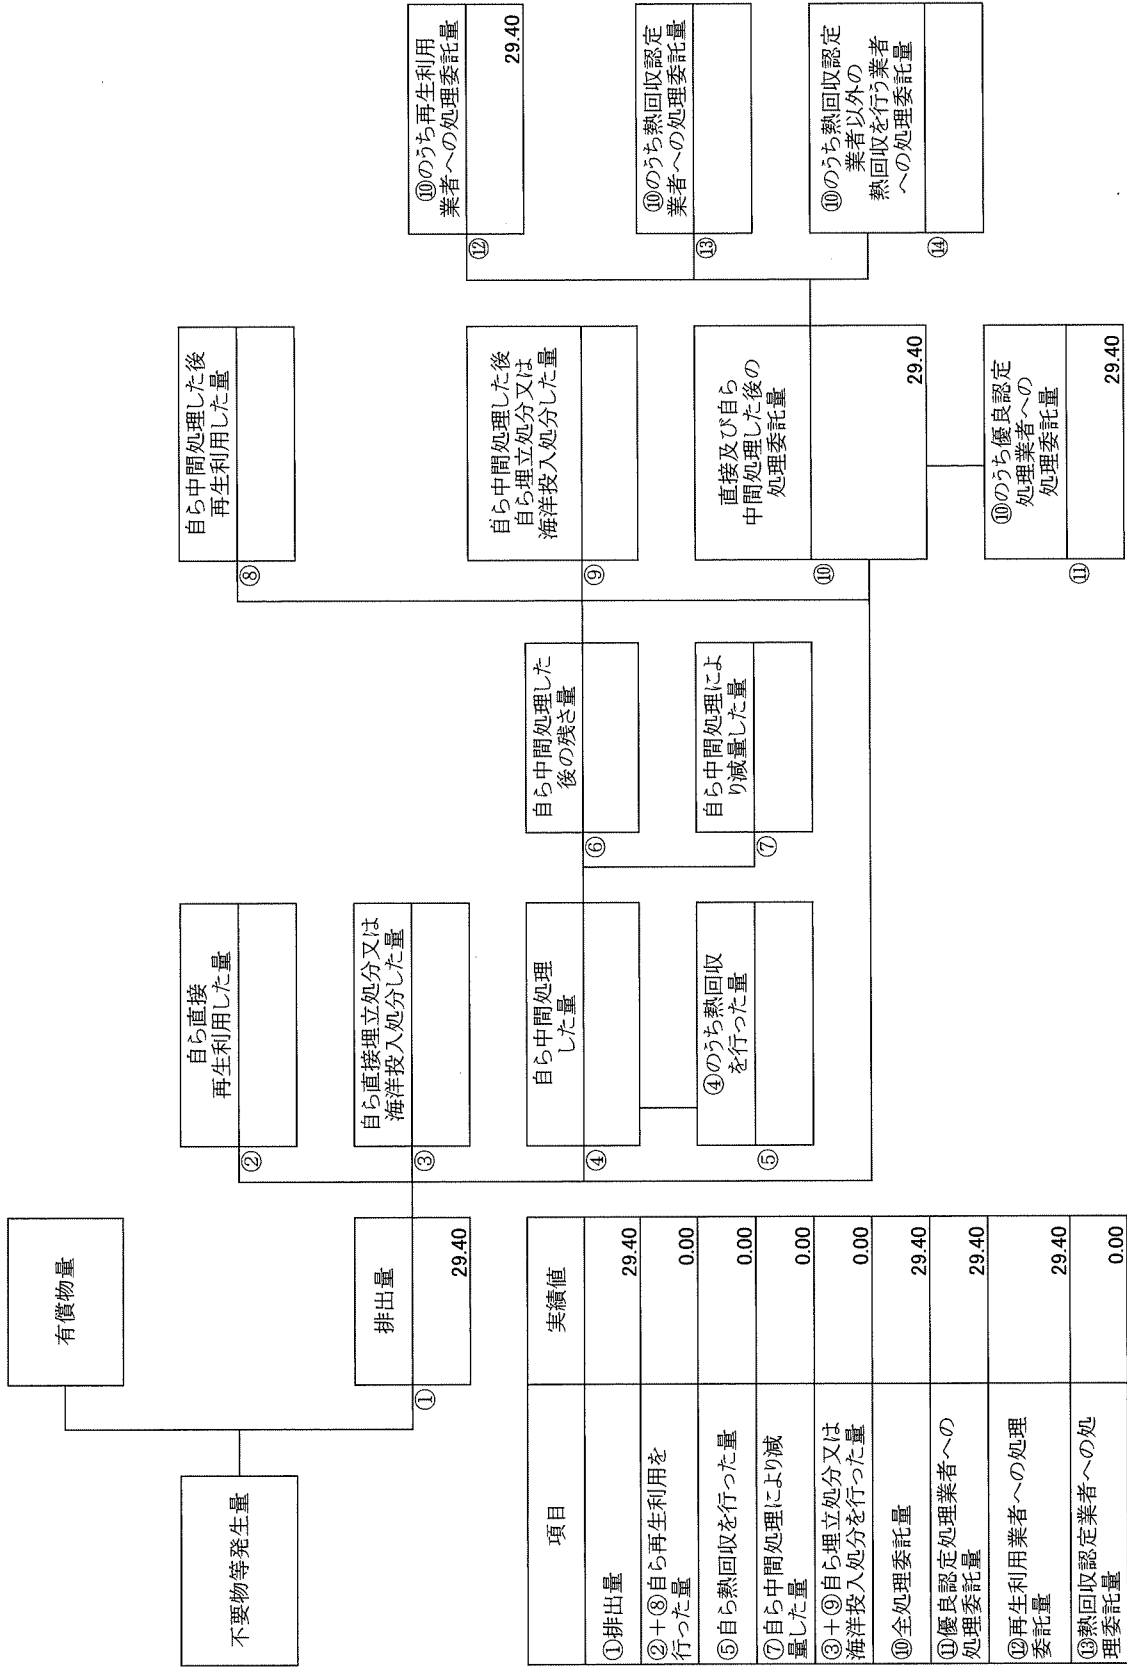 不要物等発生量
有償物量
①
排出量
29.40
②
自ら直接
再生利用した量
③
自ら直接埋立処分又は
海洋投入処分した量
④
自ら中間処理
した量
⑤
④のうち熱回収
を行った量
⑥
自ら中間処理した
後の残さ量
⑦
自ら中間処理によ
り減量した量
⑧
自ら中間処理した後
再生利用した量
⑨
自ら中間処理した後
自ら埋立処分又は
海洋投入処分した量
⑩
直接及び自ら
中間処理した後の
処理委託量
29.40
⑪
⑩のうち優良認定
処理業者への
処理委託量
29.40
⑫
⑩のうち再生利用
業者への処理委託量
29.40
⑬
⑩のうち熱回収認定
業者への処理委託量
⑭
⑩のうち熱回収認定
業者以外の
熱回収を行う業者
への処理委託量
項目 実績値
①排出量 29.40
②+⑧自ら再生利用を
行った量 0.00
⑤自ら熱回収を行った量 0.00
⑦自ら中間処理により減
量した量 0.00
③+⑨自ら埋立処分又は
海洋投入処分を行った量 0.00
⑩全処理委託量 29.40
⑪優良認定処理業者への
処理委託量 29.40
⑫再生利用業者への処理
委託量 29.40
⑬熱回収認定業者への処
理委託量 0.00